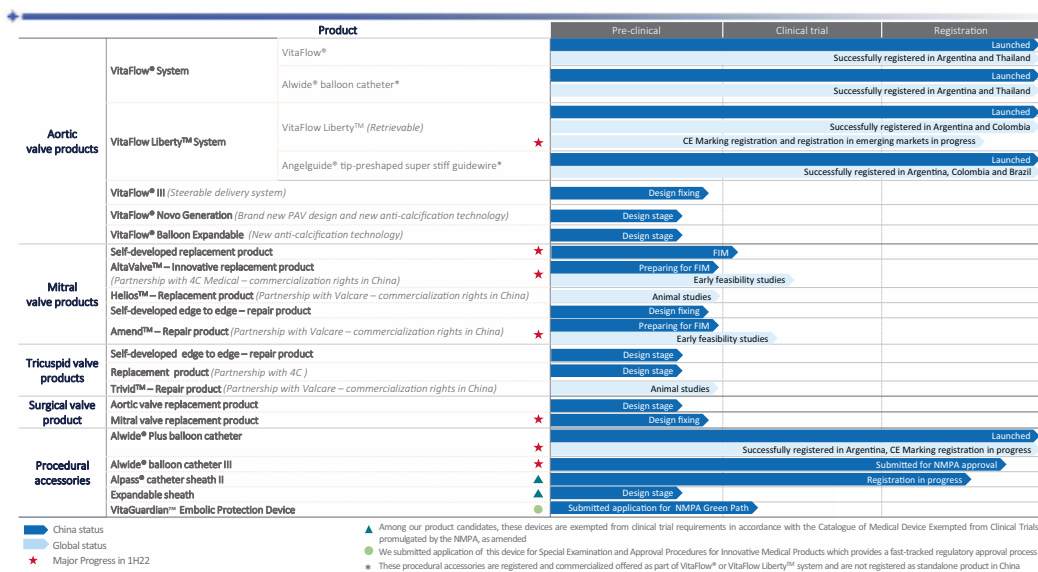 Product
Pre-clinical
Clinical trial
Registration
Aortic
valve products
VitaFlow® System
VitaFlow®
Launched
Successfully registered in Argentina and Thailand
Alwide® balloon catheter*
Launched
Successfully registered in Argentina and Thailand
VitaFlow Liberty™ System
VitaFlow Liberty™ (Retrievable)
★
Launched
Successfully registered in Argentina and Colombia
CE Marking registration and registration in emerging markets in progress
Angelguide® tip-preshaped super stiff guidewire*
Launched
Successfully registered in Argentina, Colombia and Brazil
VitaFlow® III (Steerable delivery system)
Design fixing
VitaFlow® Novo Generation (Brand new PAV design and new anti-calcification technology)
Design stage
VitaFlow® Balloon Expandable (New anti-calcification technology)
Design stage
Mitral
valve products
Self-developed replacement product
★
FIM
AltaValve™ – Innovative replacement product
(Partnership with 4C Medical – commercialization rights in China)
★
Preparing for FIM
Early feasibility studies
Helios™ – Replacement product (Partnership with Valcare – commercialization rights in China)
Animal studies
Self-developed edge to edge – repair product
Design fixing
Amend™ – Repair product (Partnership with Valcare – commercialization rights in China)
★
Preparing for FIM
Early feasibility studies
Tricuspid valve
products
Self-developed edge to edge – repair product
Design stage
Replacement product (Partnership with 4C )
Design stage
Trivid™ – Repair product (Partnership with Valcare – commercialization rights in China)
Animal studies
Surgical valve
product
Aortic valve replacement product
Design stage
Mitral valve replacement product
★
Design fixing
Procedural
accessories
Alwide® Plus balloon catheter
★
Launched
Successfully registered in Argentina, CE Marking registration in progress
Alwide® balloon catheter III
★
Submitted for NMPA approval
Alpass® catheter sheath II
▲
Registration in progress
Expandable sheath
▲
Design stage
VitaGuardian™ Embolic Protection Device
●
Submitted application for NMPA Green Path
China status
Global status
★ Major Progress in 1H22
▲ Among our product candidates, these devices are exempted from clinical trial requirements in accordance with the Catalogue of Medical Device Exempted from Clinical Trials
promulgated by the NMPA, as amended
● We submitted application of this device for Special Examination and Approval Procedures for Innovative Medical Products which provides a fast-tracked regulatory approval process
* These procedural accessories are registered and commercialized offered as part of VitaFlow® or VitaFlow Liberty™ system and are not registered as standalone product in China